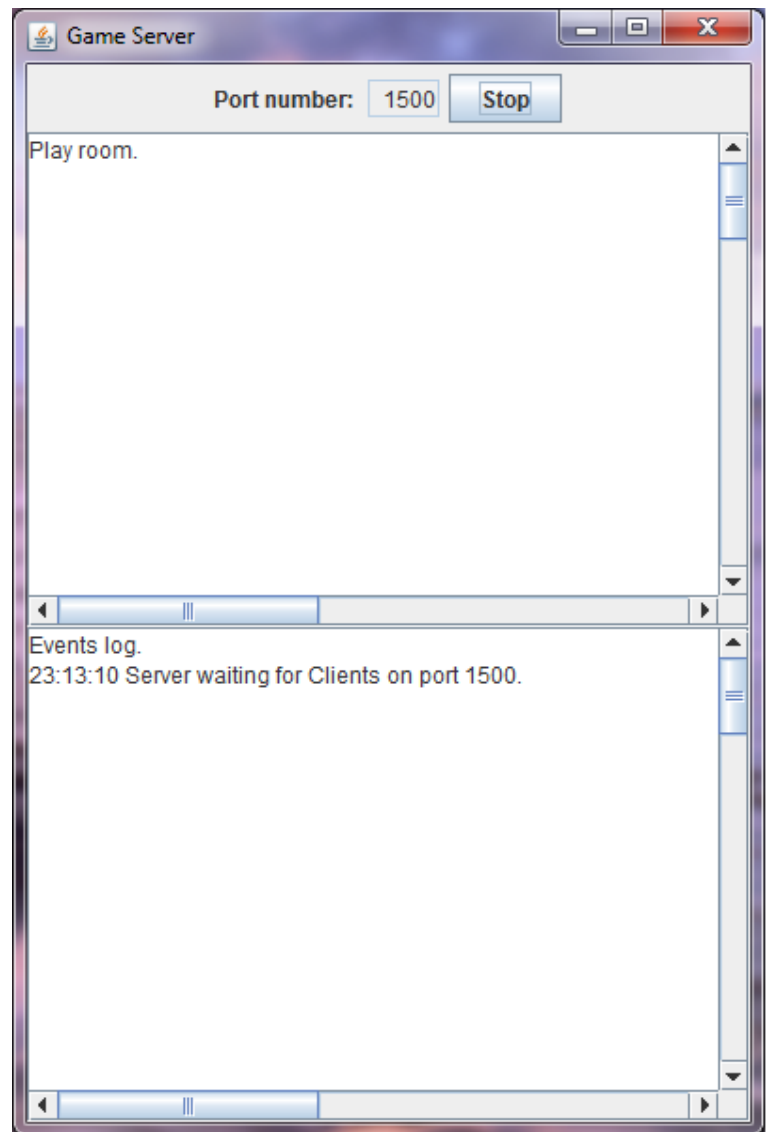 Game Server
Port number: 1500 Stop
Play room.
Events log.
23:13:10 Server waiting for Clients on port 1500.